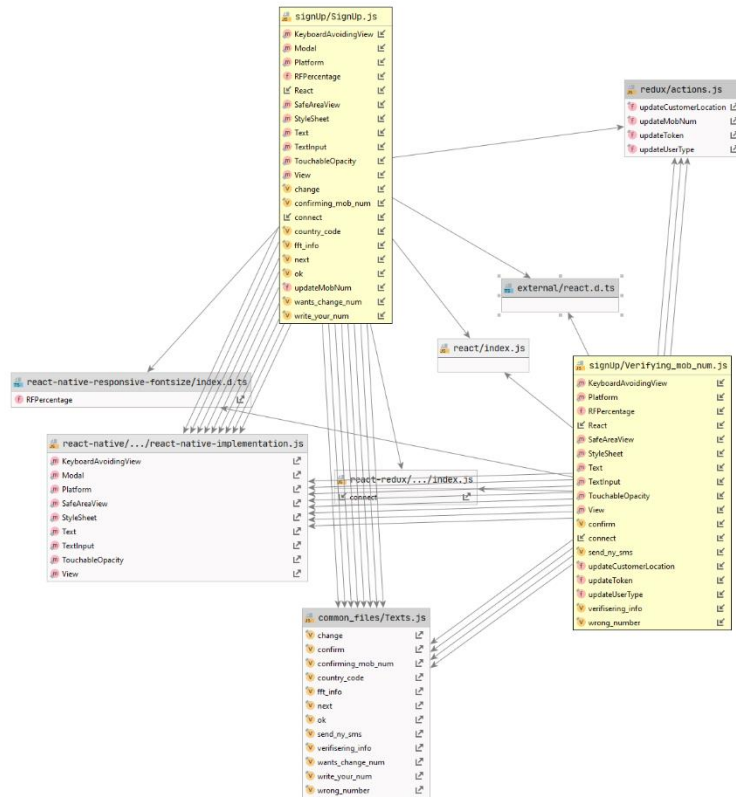 signUp/SignUp.js
KeyboardAvoidingView
Modal
Platform
RFPercentage
React
SafeAreaView
StyleSheet
Text
TextInput
TouchableOpacity
View
change
confirming_mob_num
connect
country_code
fft_info
next
ok
updateMobNum
wants_change_num
write_your_num
redux/actions.js
updateCustomerLocation
updateMobNum
updateToken
updateUserType
external/react.d.ts
react/index.js
signUp/Verifying_mob_num.js
KeyboardAvoidingView
Platform
RFPercentage
React
SafeAreaView
StyleSheet
Text
TextInput
TouchableOpacity
View
confirm
connect
send_ny_sms
updateCustomerLocation
updateToken
updateUserType
verifisering_info
wrong_number
react-native-responsive-fontsize/index.d.ts
RFPercentage
react-native/.../react-native-implementation.js
KeyboardAvoidingView
Modal
Platform
SafeAreaView
StyleSheet
Text
TextInput
TouchableOpacity
View
react-redux/.../index.js
connect
common_files/Texts.js
change
confirm
confirming_mob_num
country_code
fft_info
next
ok
send_ny_sms
verifisering_info
wants_change_num
write_your_num
wrong_number